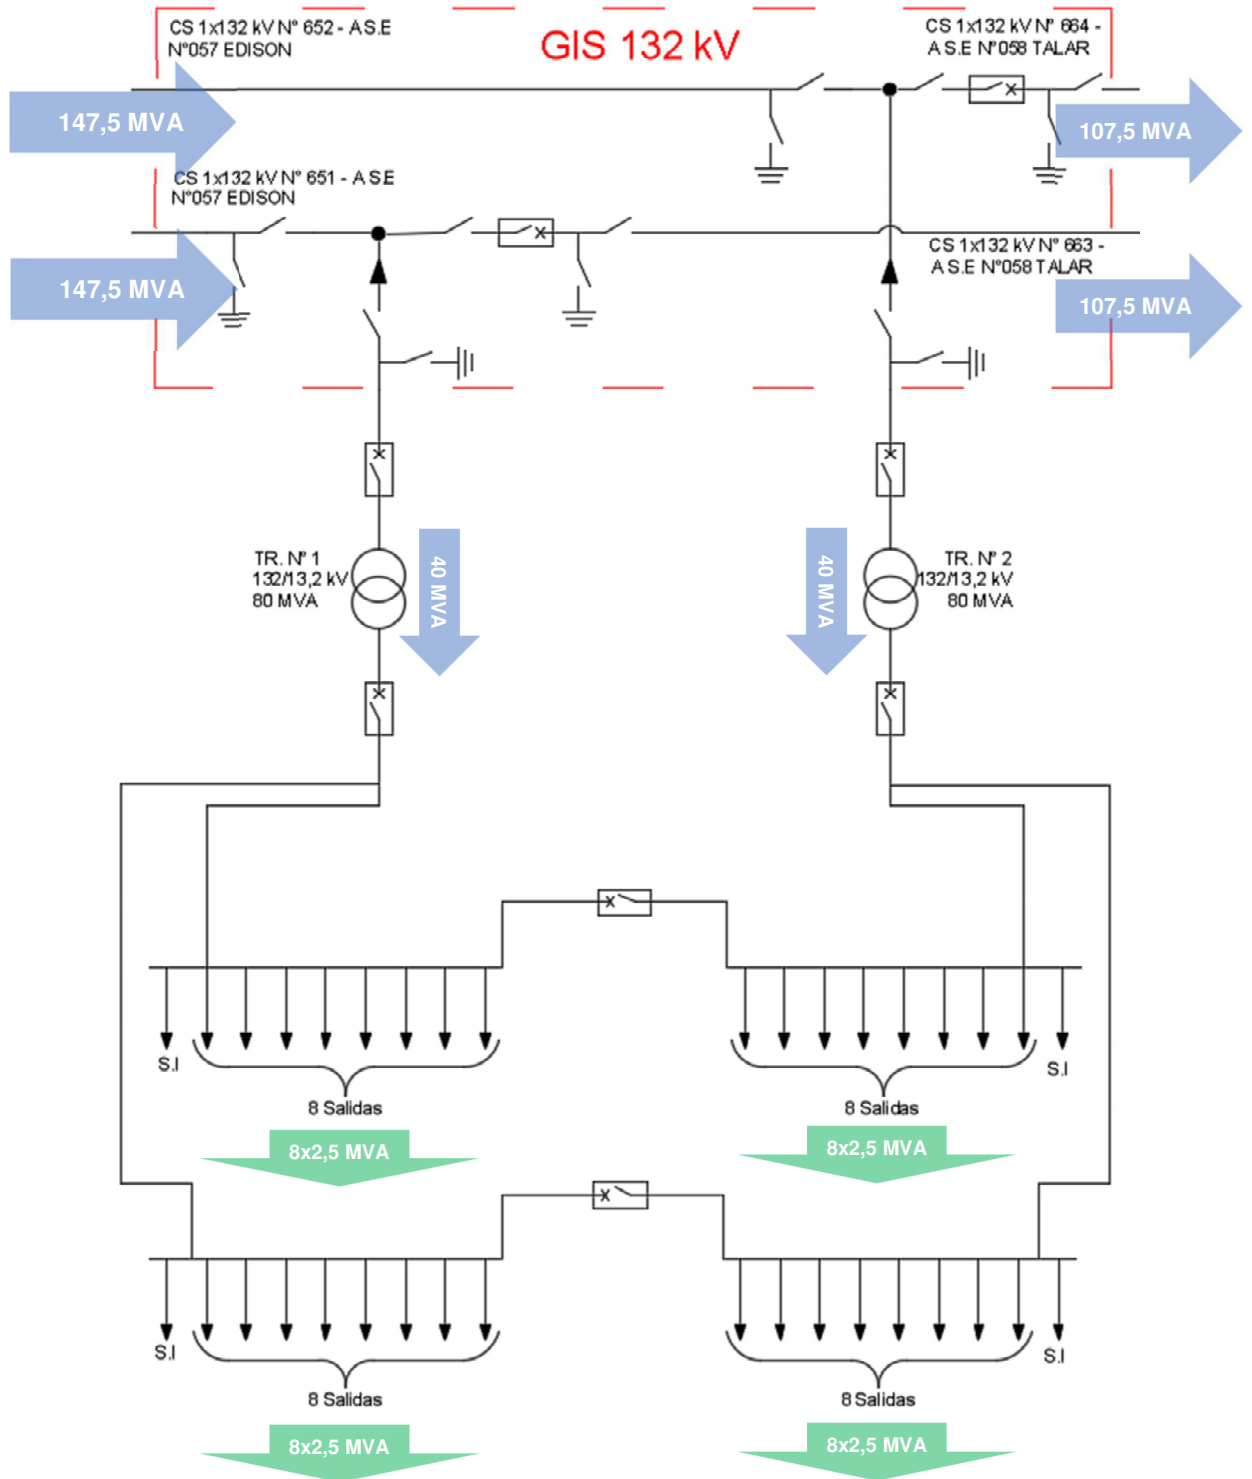 CS 1x132 kV N° 652 - A S.E
N°057 EDISON
GIS 132 kV
CS 1x132 kV N° 664 -
A S.E N°058 TALAR
147,5 MVA
107,5 MVA
CS 1x132 kV N° 651 - A S.E
N°057 EDISON
CS 1x132 kV N° 663 -
A S.E N°058 TALAR
147,5 MVA
107,5 MVA
TR. N° 1
132/13,2 kV
80 MVA
40 MVA
40 MVA
TR. N° 2
132/13,2 kV
80 MVA
S.I
8 Salidas
8 Salidas
S.I
8x2,5 MVA
8x2,5 MVA
S.I
8 Salidas
8 Salidas
S.I
8x2,5 MVA
8x2,5 MVA